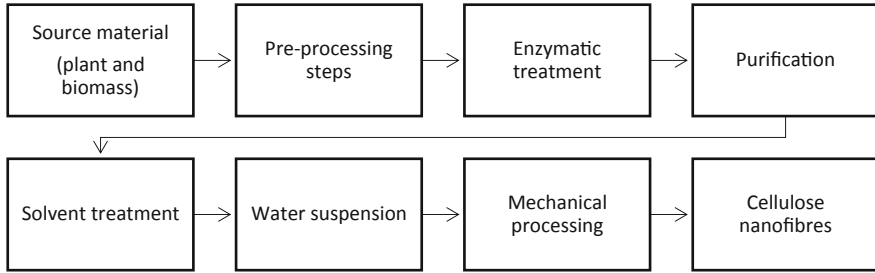 Source material
(plant and
biomass)
Pre-processing
steps
Enzymatic
treatment
Purification
Solvent treatment
Water suspension
Mechanical
processing
Cellulose
nanofibres